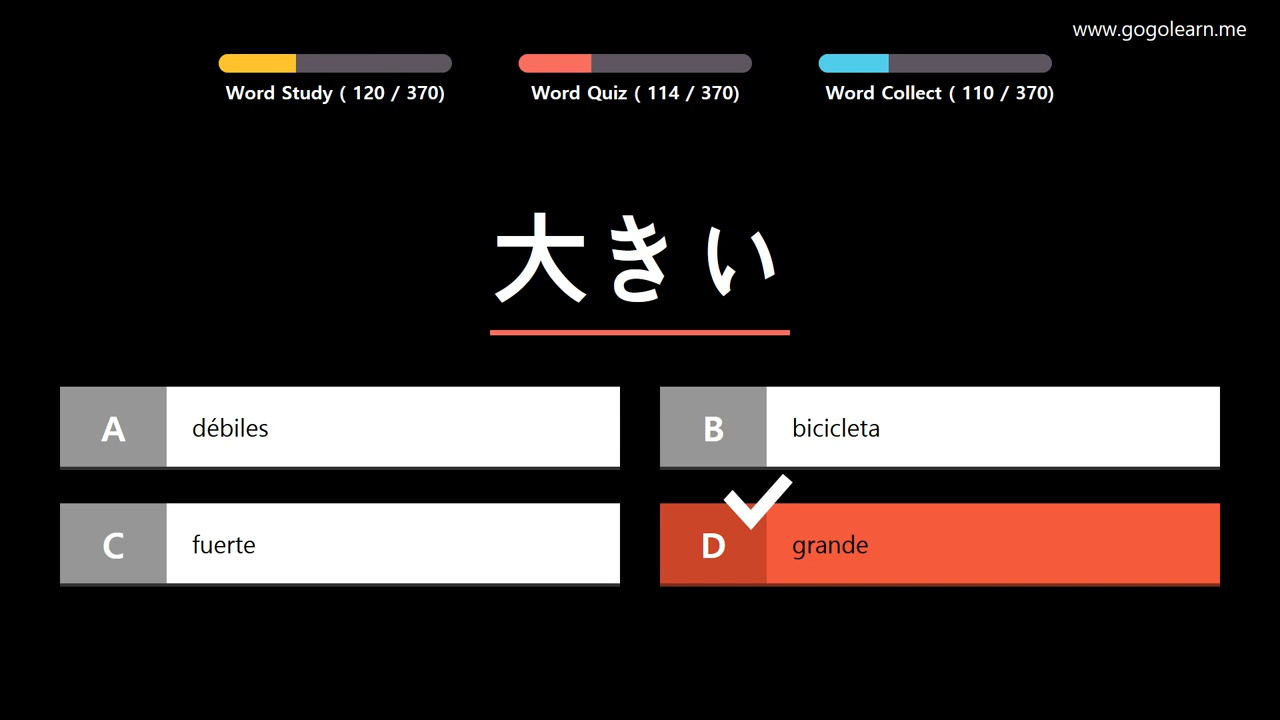 www.gogolearn.me
Word Study ( 120 / 370)
Word Quiz ( 114 / 370)
Word Collect ( 110 / 370)
大きい
A débiles
B bicicleta
C fuerte
D grande